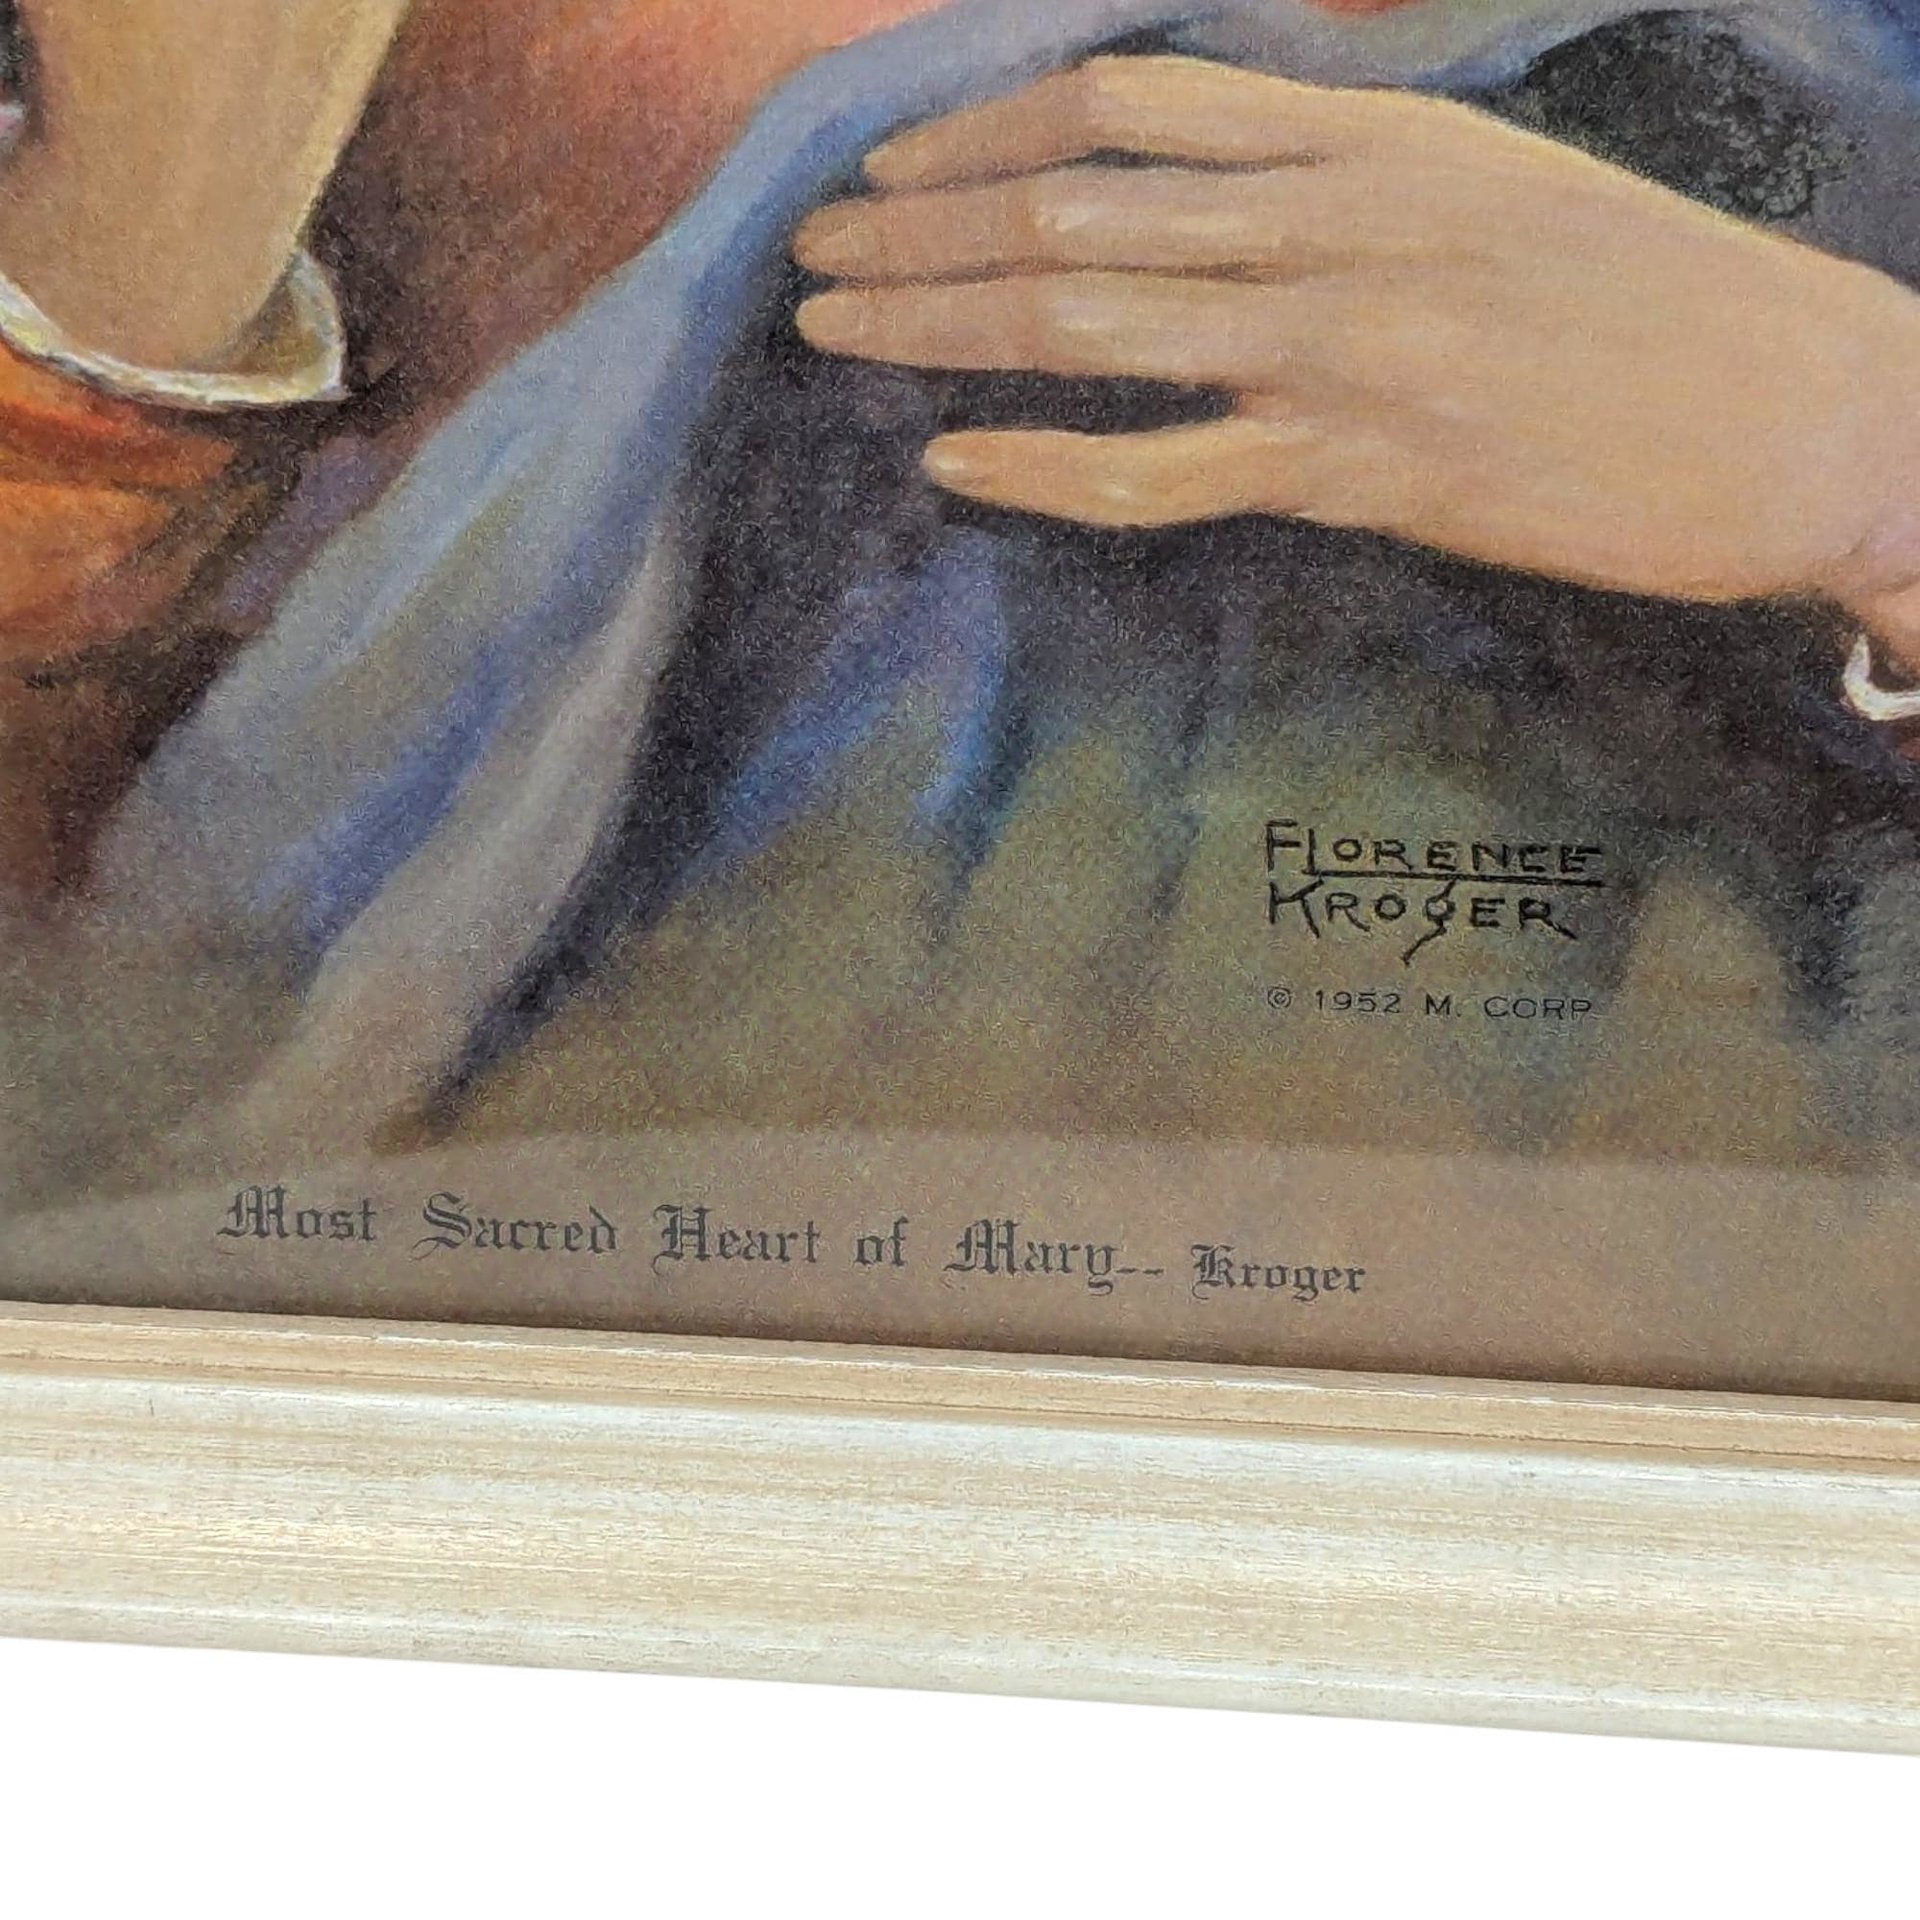 FLORENCE
KROGER
© 1952 M. CORP.
Most Sacred Heart of Mary-- Kroger